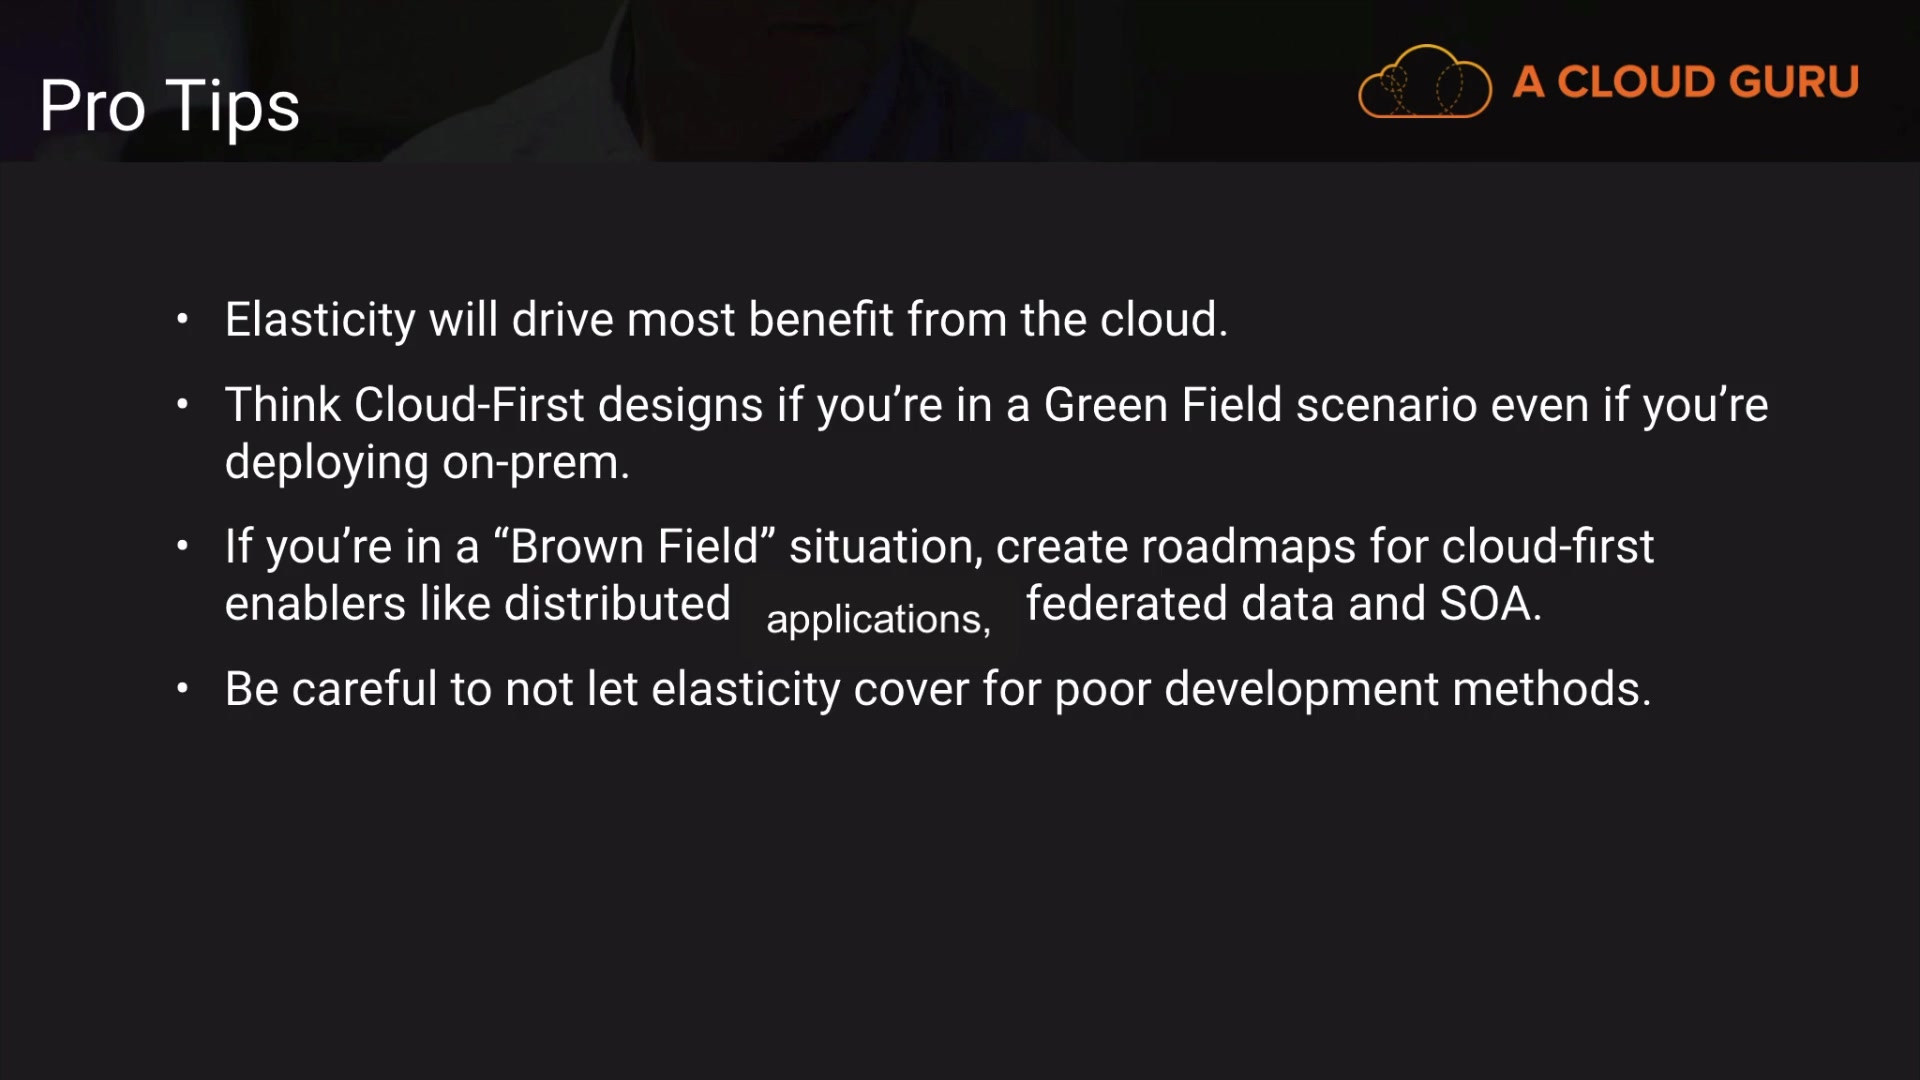 Pro Tips
A CLOUD GURU
• Elasticity will drive most benefit from the cloud.
• Think Cloud-First designs if you’re in a Green Field scenario even if you’re
deploying on-prem.
• If you’re in a “Brown Field” situation, create roadmaps for cloud-first
enablers like distributed applications, federated data and SOA.
• Be careful to not let elasticity cover for poor development methods.